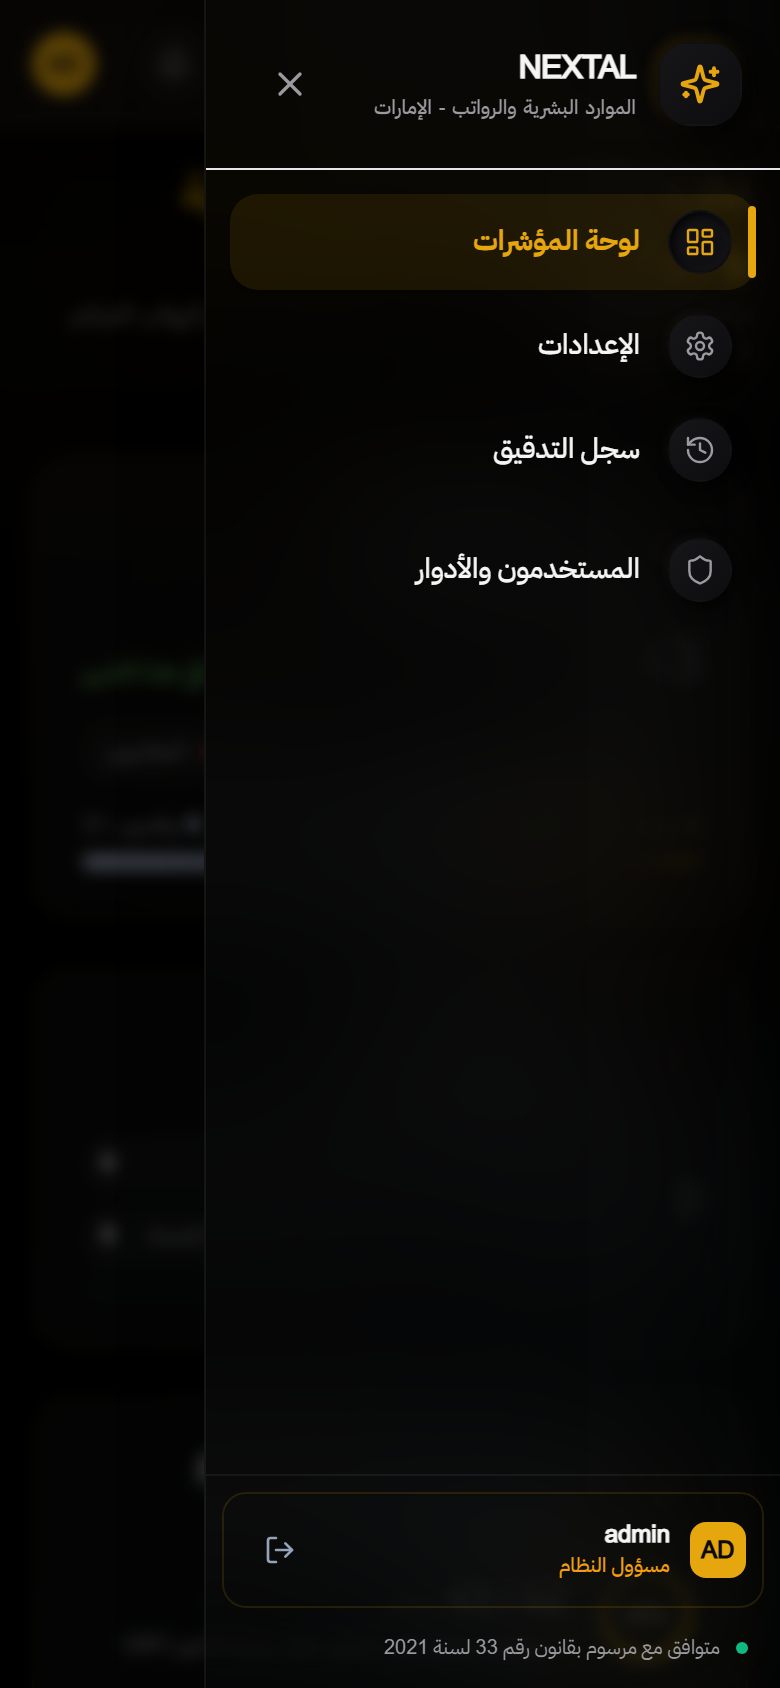 NEXTAL
الموارد البشرية والرواتب - الإمارات
لوحة المؤشرات
الإعدادات
سجل التدقيق
المستخدمون والأدوار
AD
admin
مسؤول النظام
متوافق مع مرسوم بقانون رقم 33 لسنة 2021